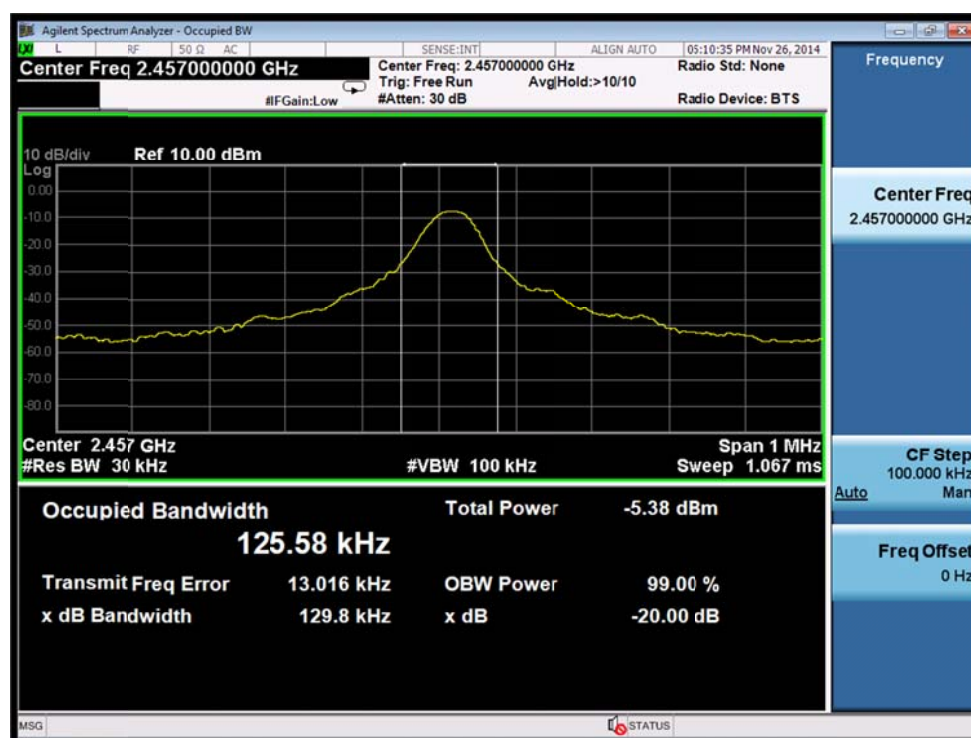 Agilent Spectrum Analyzer - Occupied BW
LXI L RF 50 Ω AC SENSE:INT ALIGN AUTO 05:10:35 PM Nov 26, 2014
Center Freq 2.457000000 GHz
Center Freq: 2.457000000 GHz Radio Std: None
Trig: Free Run Avg|Hold:>10/10
#IFGain:Low #Atten: 30 dB Radio Device: BTS
10 dB/div Ref 10.00 dBm
Log
0.00
-10.0
-20.0
-30.0
-40.0
-50.0
-60.0
-70.0
-80.0
Center 2.457 GHz Span 1 MHz
#Res BW 30 kHz #VBW 100 kHz Sweep 1.067 ms
Occupied Bandwidth Total Power -5.38 dBm
125.58 kHz
Transmit Freq Error 13.016 kHz OBW Power 99.00 %
x dB Bandwidth 129.8 kHz x dB -20.00 dB
MSG STATUS
Frequency
Center Freq
2.457000000 GHz
CF Step
100.000 kHz
Auto Man
Freq Offset
0 Hz